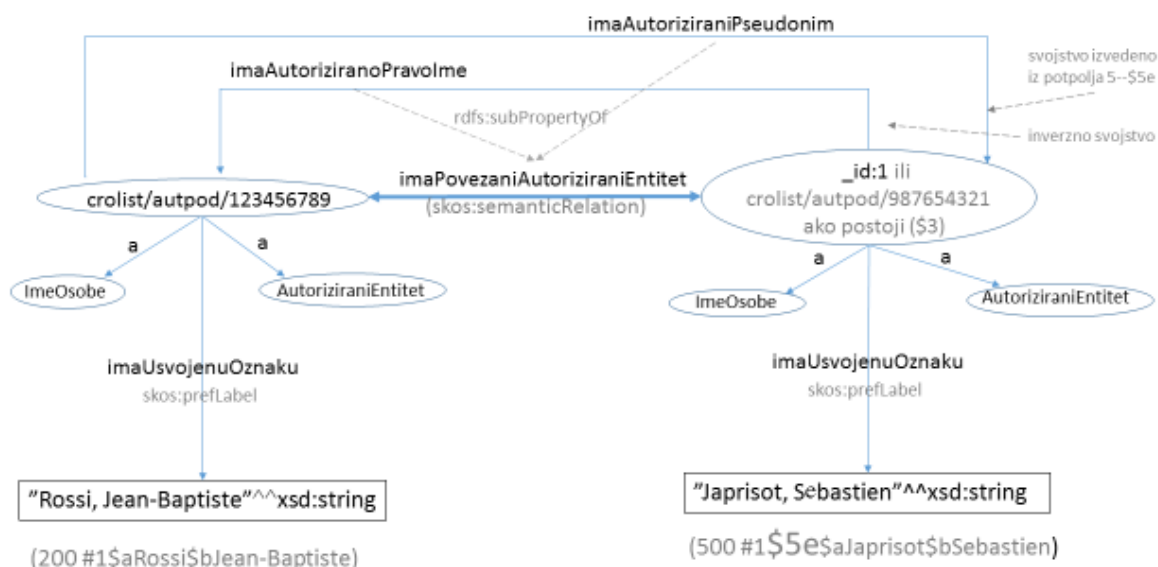 imaAutoriziraniPseudonim
svojstvo izvedeno
iz potpolja 5--$5e
imaAutoriziranoPravoIme
rdfs:subPropertyOf
inverzno svojstvo
crolist/autpod/123456789
imaPovezaniAutoriziraniEntitet
(skos:semanticRelation)
_id:1 ili
crolist/autpod/987654321
ako postoji ($3)
a
a
a
a
ImeOsobe
AutoriziraniEntitet
ImeOsobe
AutoriziraniEntitet
imaUsvojenuOznaku
skos:prefLabel
imaUsvojenuOznaku
skos:prefLabel
"Rossi, Jean-Baptiste"^^xsd:string
"Japrisot, Sebastien"^^xsd:string
(200 #1$aRossi$bJean-Baptiste)
(500 #1$5e$aJaprisot$bSebastien)